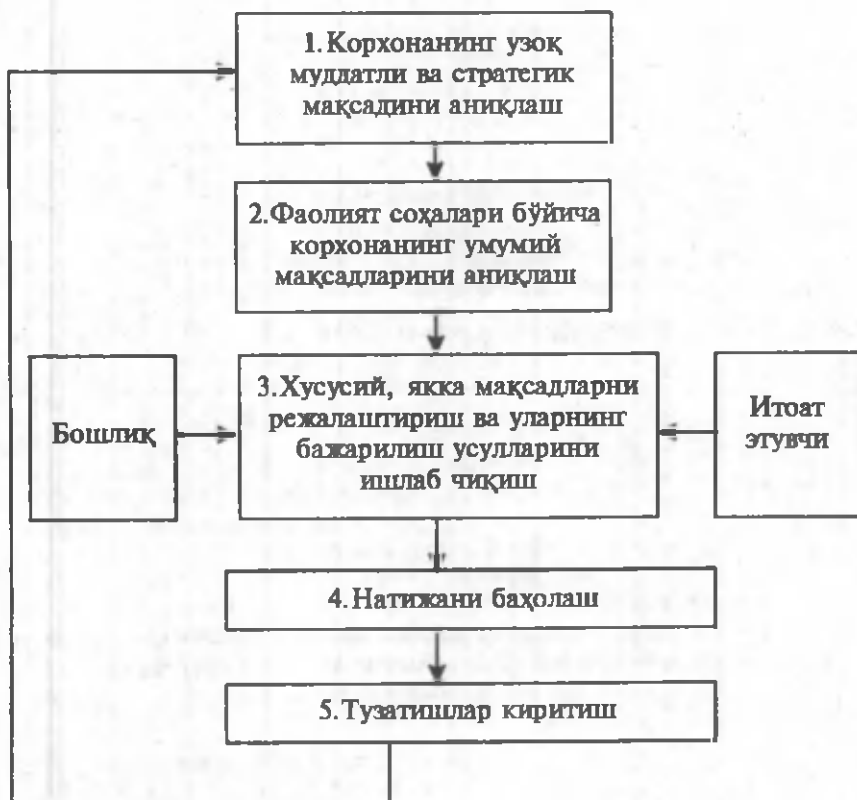 1.Корхонанинг узоқ
муддатли ва стратегик
мақсадини аниқлаш
2.Фаолият соҳалари бўйича
корхонанинг умумий
мақсадларини аниқлаш
Бошлиқ
3.Хусусий, якка мақсадларни
режалаштириш ва уларнинг
бажарилиш усулларини
ишлаб чиқиш
Итоат
этувчи
4.Натижани баҳолаш
5.Тузатишлар киритиш